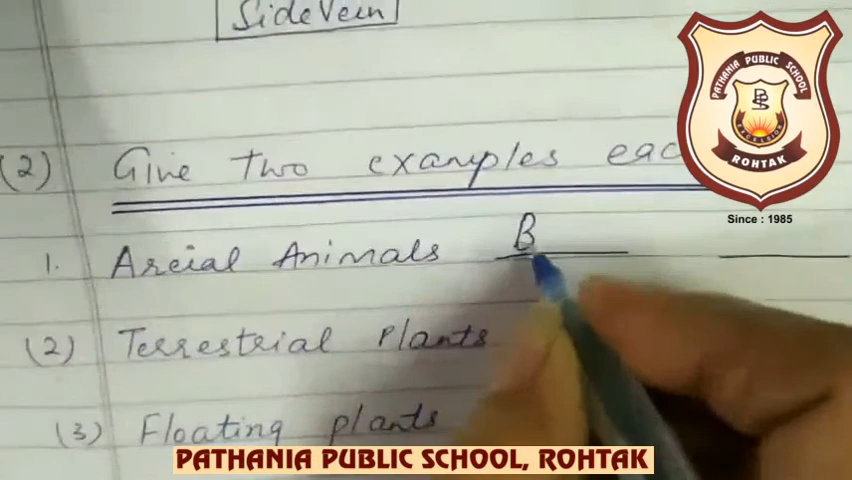 Side Vein
(2) Give two examples eac
1. Areial Animals B
(2) Terrestrial Plants
(3) Floating plants
PATHANIA PUBLIC SCHOOL
EXCELSIOR
ROHTAK
Since : 1985
PATHANIA PUBLIC SCHOOL, ROHTAK